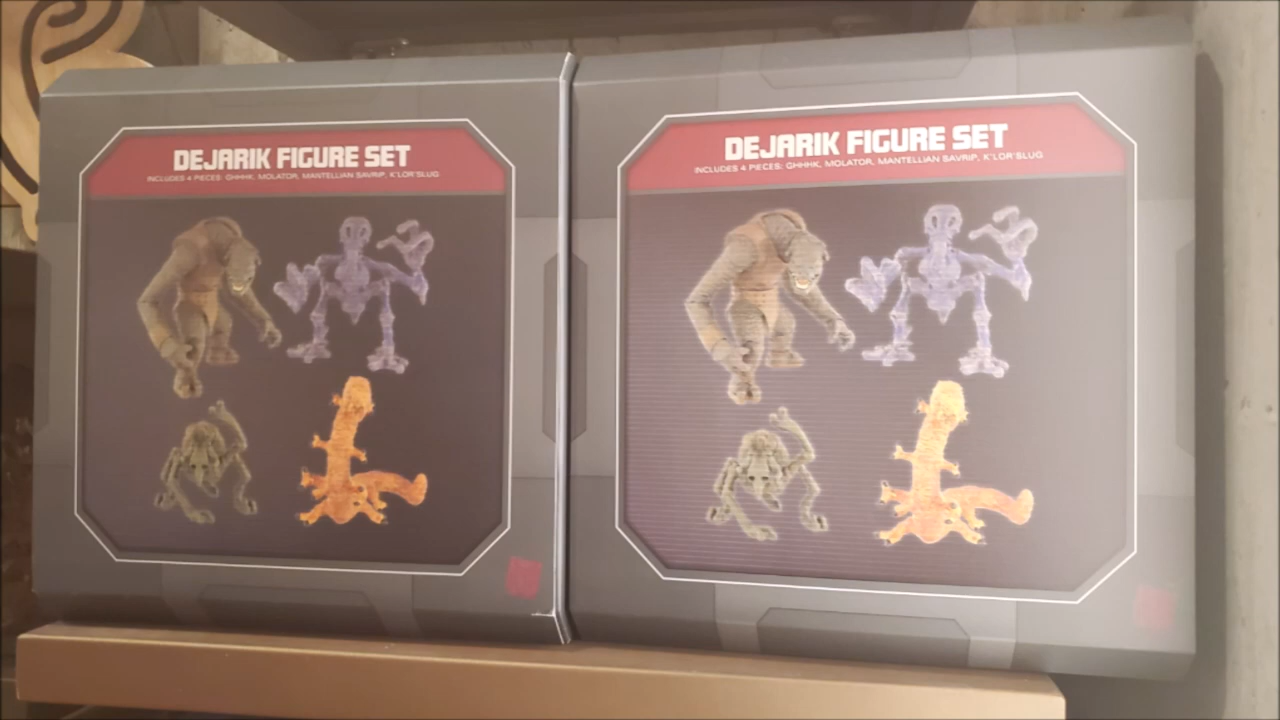 DEJARIK FIGURE SET
INCLUDES 4 PIECES: GHHHK, MOLATOR, MANTELLIAN SAVRIP, K'LOR'SLUG
DEJARIK FIGURE SET
INCLUDES 4 PIECES: GHHHK, MOLATOR, MANTELLIAN SAVRIP, K'LOR'SLUG